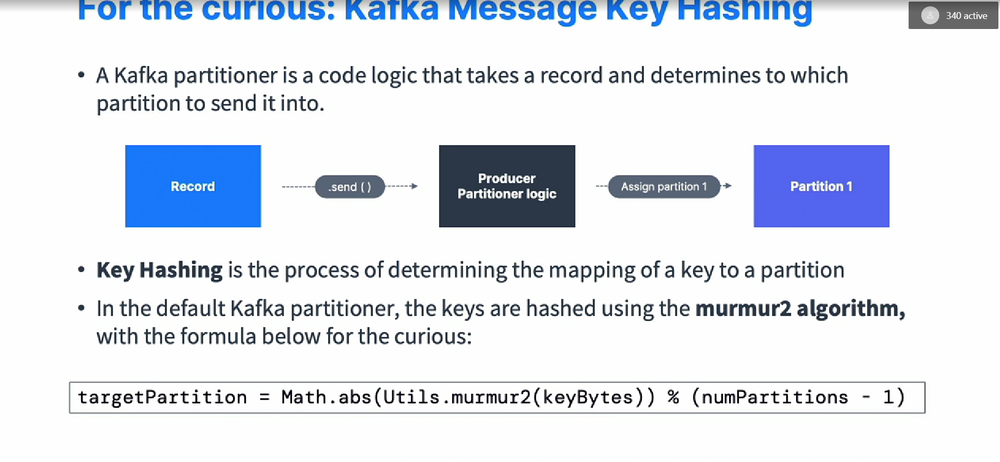 For the curious: Kafka Message Key Hashing
340 active
• A Kafka partitioner is a code logic that takes a record and determines to which
partition to send it into.
Record
.send ( )
Producer
Partitioner logic
Assign partition 1
Partition 1
• Key Hashing is the process of determining the mapping of a key to a partition
• In the default Kafka partitioner, the keys are hashed using the murmur2 algorithm,
with the formula below for the curious:
targetPartition = Math.abs(Utils.murmur2(keyBytes)) % (numPartitions - 1)